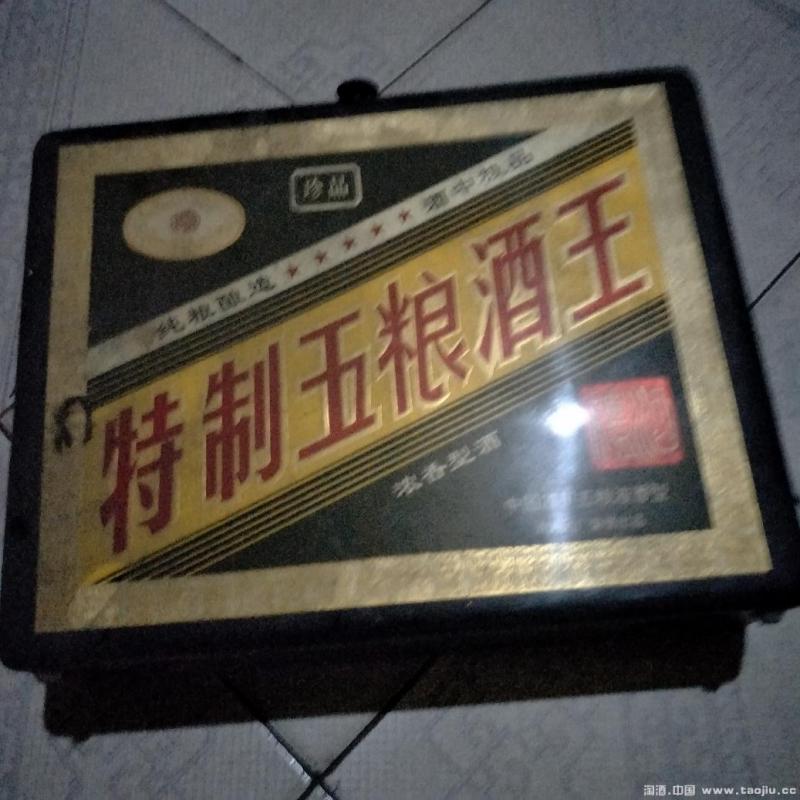 珍品
纯粮酿造 ★★★★★ 酒中极品
特制五粮酒王
浓香型酒
淘酒.中国 www.taojiu.cc